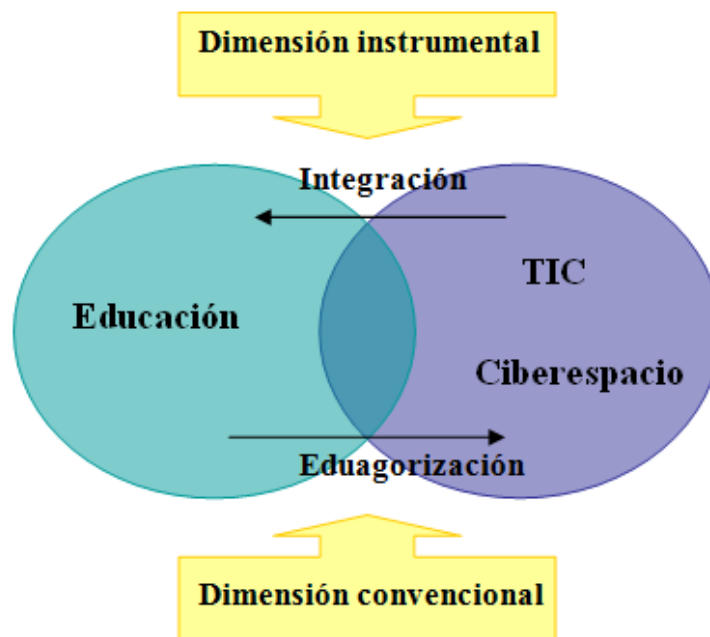 Dimensión instrumental
Integración
TIC
Educación
Ciberespacio
Eduagorización
Dimensión convencional